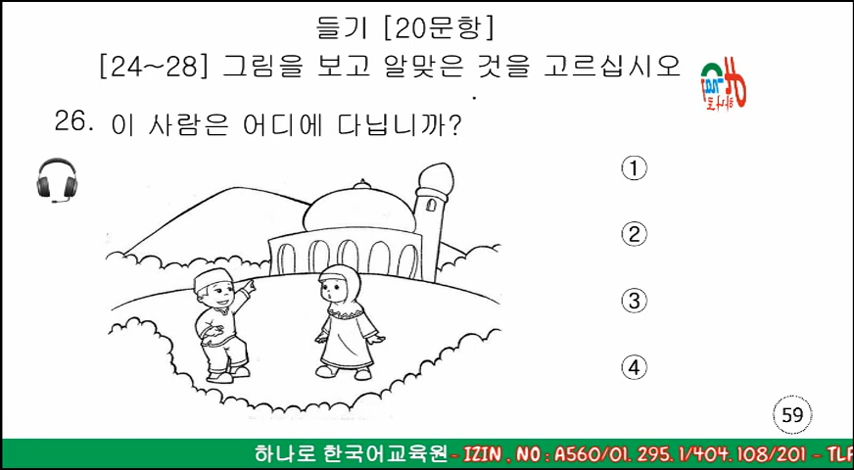 듣기 [20문항]
[24~28] 그림을 보고 알맞은 것을 고르십시오
26. 이 사람은 어디에 다닙니까?
①
②
③
④
59
하나로 한국어교육원 - IZIN . NO : A560/01. 295. 1/404. 108/201 - TLP